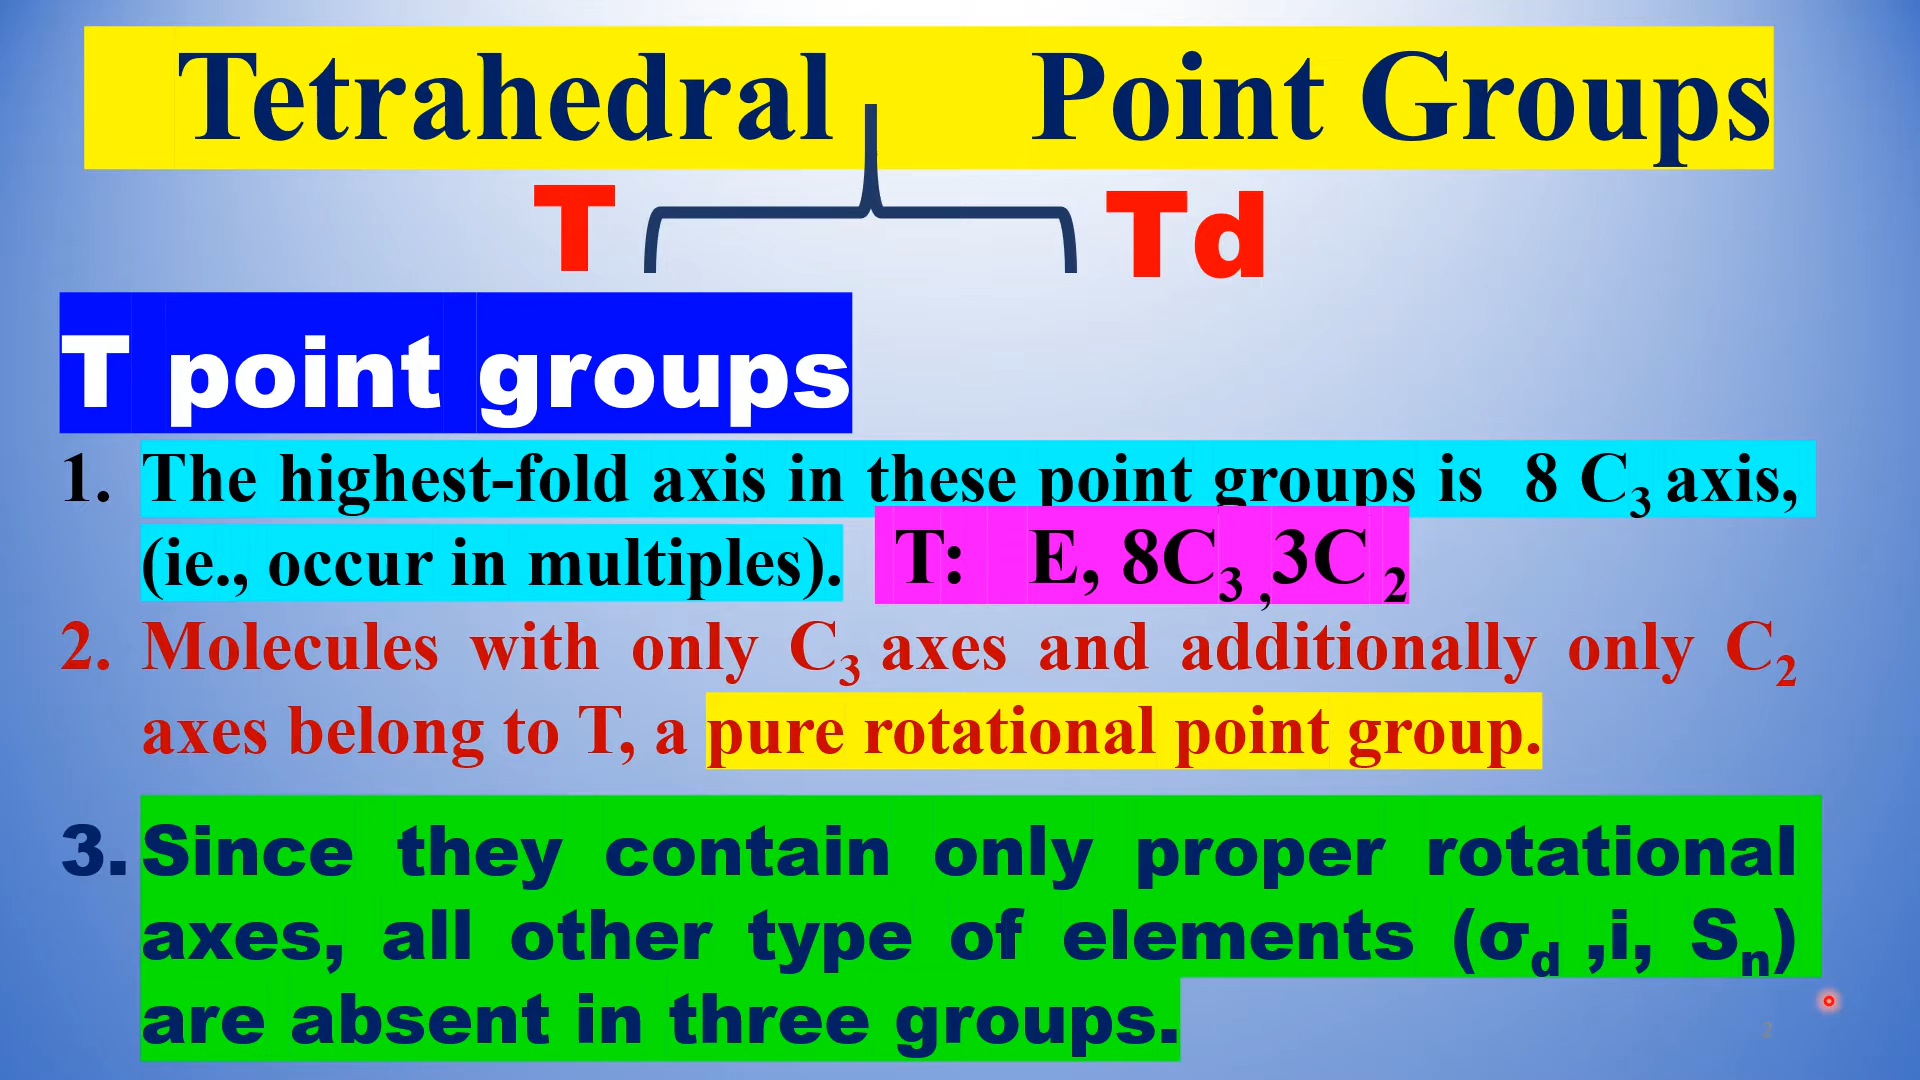 Tetrahedral Point Groups
T Td
T point groups
1. The highest-fold axis in these point groups is 8 C₃ axis,
(ie., occur in multiples). T: E, 8C₃ ,3C ₂
2. Molecules with only C₃ axes and additionally only C₂
axes belong to T, a pure rotational point group.
3. Since they contain only proper rotational
axes, all other type of elements (σd ,i, Sn)
are absent in three groups.
2